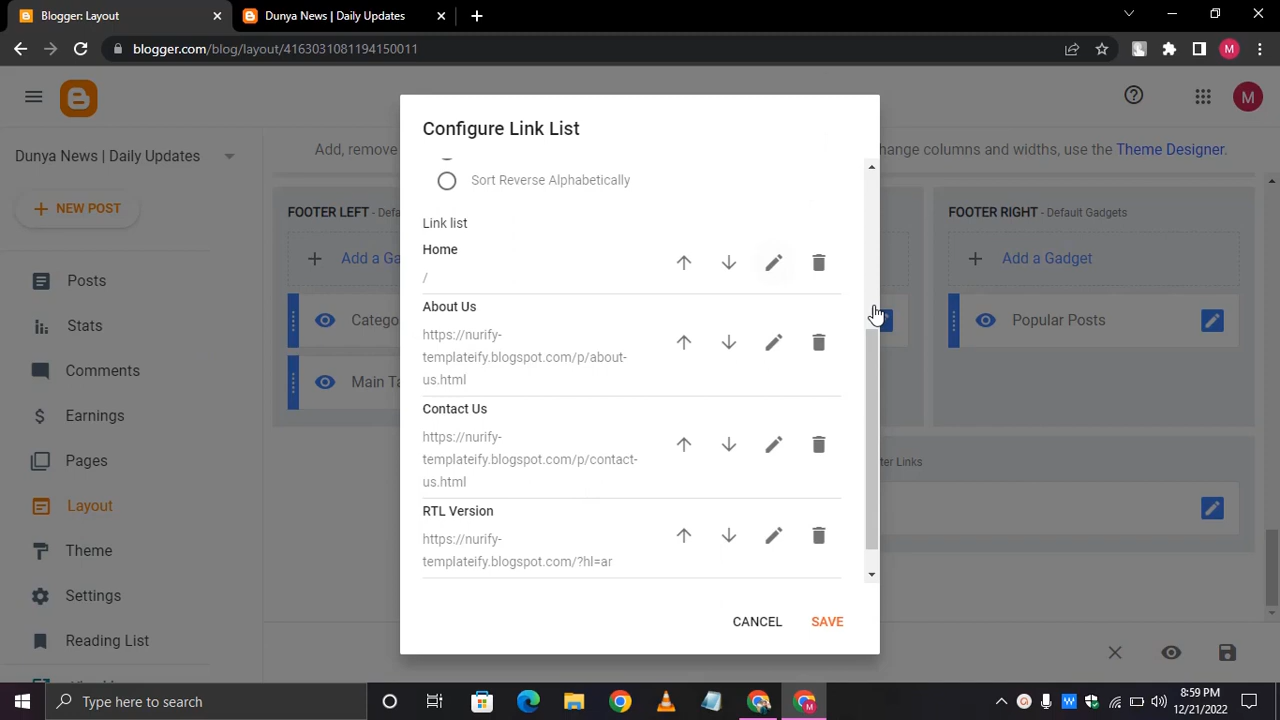 Blogger: Layout
Dunya News | Daily Updates
blogger.com/blog/layout/4163031081194150011
M
M
Dunya News | Daily Updates
NEW POST
Posts
Stats
Comments
Earnings
Pages
Layout
Theme
Settings
Reading List
Add, remove
hange columns and widths, use the Theme Designer.
FOOTER LEFT - Defa
Add a Ga
Catego
Main Ta
FOOTER RIGHT - Default Gadgets
Add a Gadget
Popular Posts
ter Links
Configure Link List
Sort Reverse Alphabetically
Link list
Home
/
About Us
https://nurify-
templateify.blogspot.com/p/about-
us.html
Contact Us
https://nurify-
templateify.blogspot.com/p/contact-
us.html
RTL Version
https://nurify-
templateify.blogspot.com/?hl=ar
CANCEL
SAVE
Type here to search
8:59 PM
12/21/2022